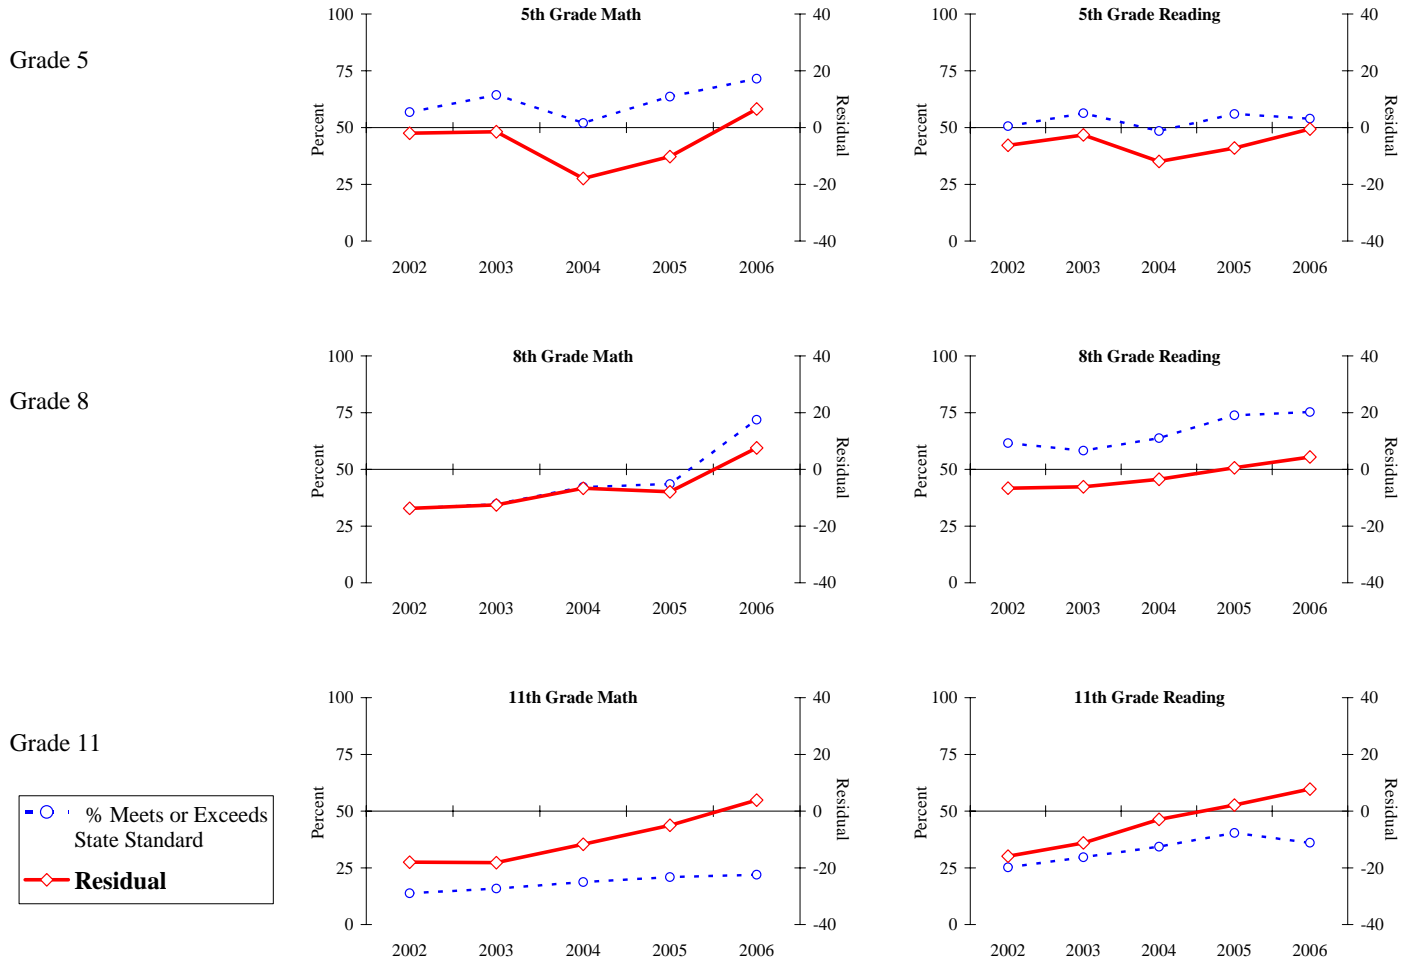 Grade 5
5th Grade Math
100
75
50
25
0
Percent
40
20
0
-20
-40
Residual
2002 2003 2004 2005 2006
5th Grade Reading
100
75
50
25
0
Percent
40
20
0
-20
-40
Residual
2002 2003 2004 2005 2006
Grade 8
8th Grade Math
100
75
50
25
0
Percent
40
20
0
-20
-40
Residual
2002 2003 2004 2005 2006
8th Grade Reading
100
75
50
25
0
Percent
40
20
0
-20
-40
Residual
2002 2003 2004 2005 2006
Grade 11
11th Grade Math
100
75
50
25
0
Percent
40
20
0
-20
-40
Residual
2002 2003 2004 2005 2006
11th Grade Reading
100
75
50
25
0
Percent
40
20
0
-20
-40
Residual
2002 2003 2004 2005 2006
% Meets or Exceeds
State Standard
Residual